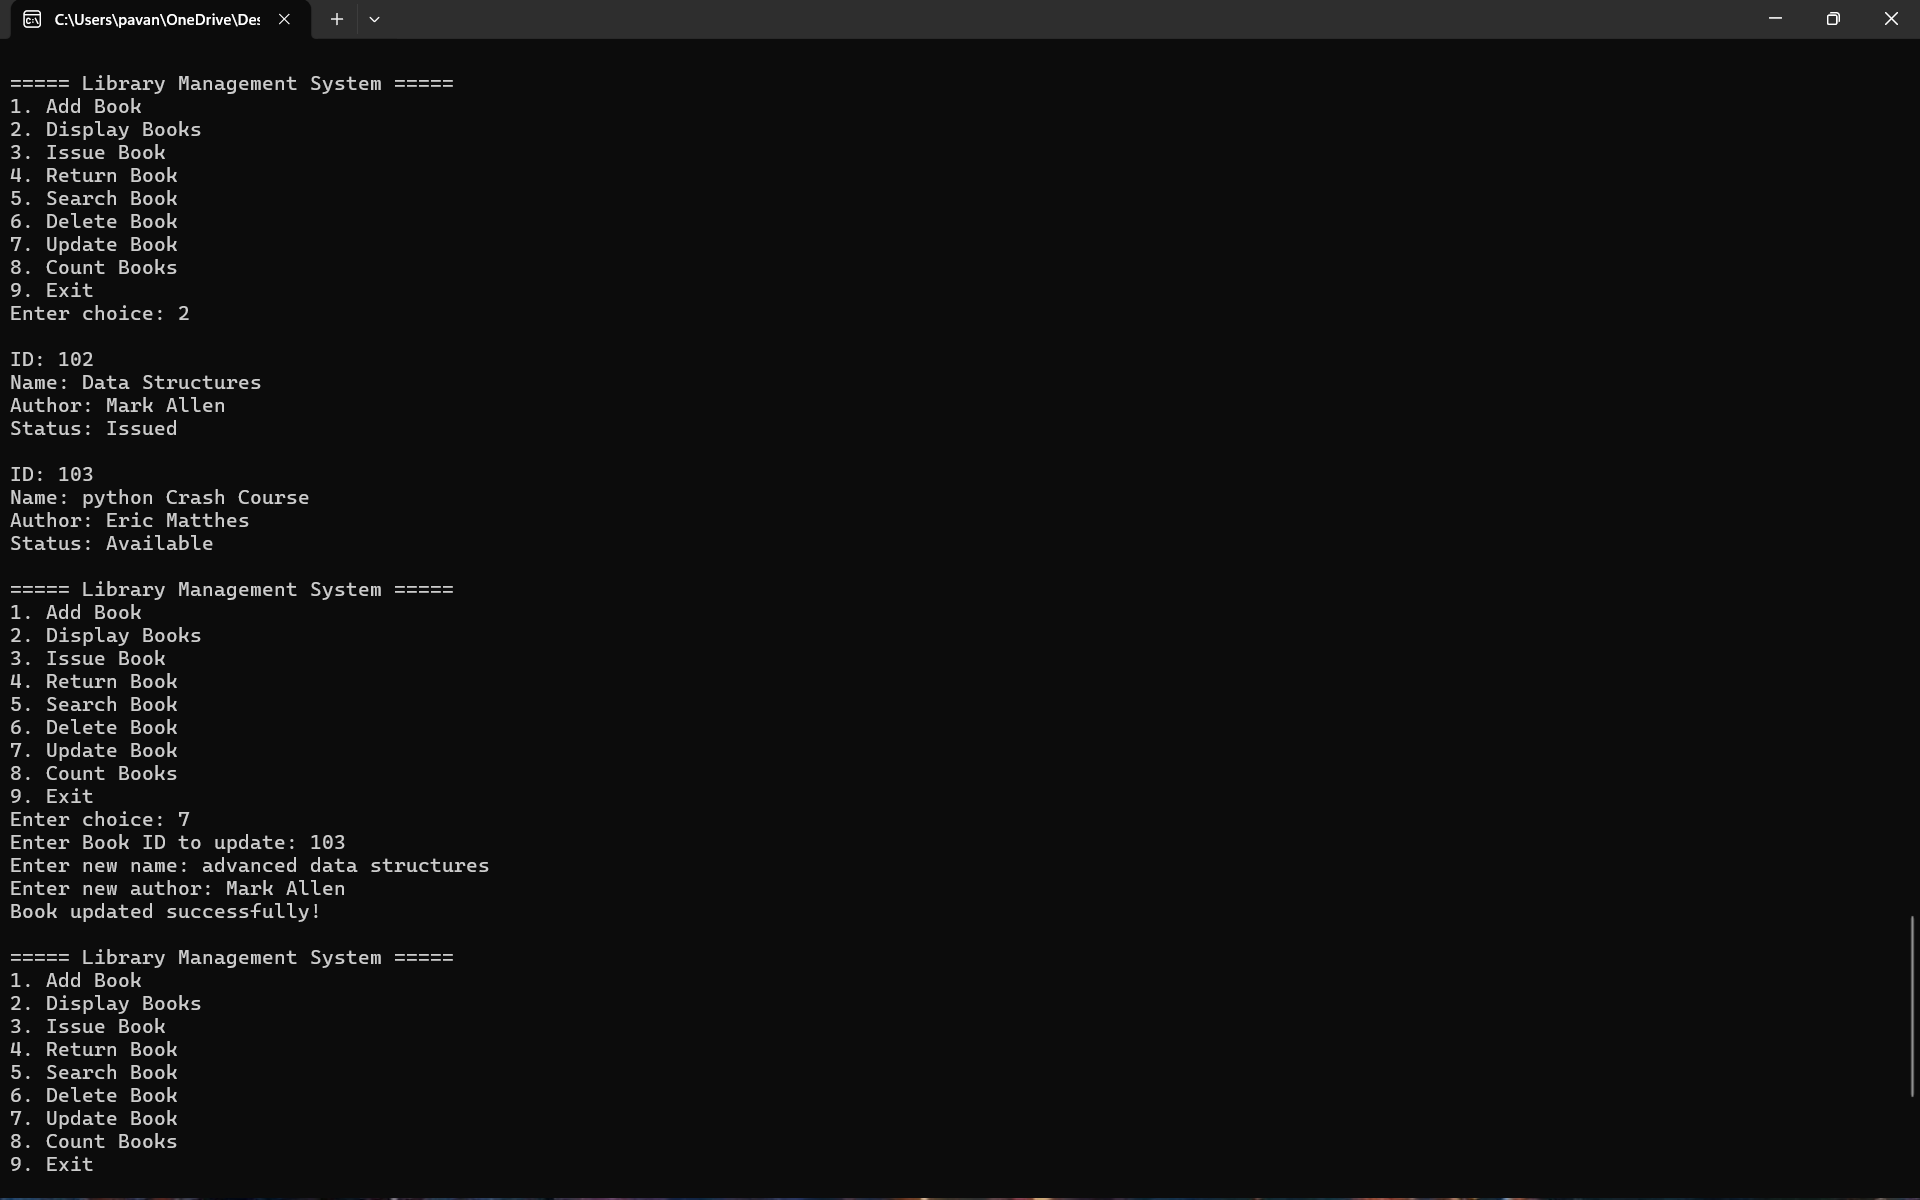 C:\Users\pavan\OneDrive\Des
===== Library Management System =====
1. Add Book
2. Display Books
3. Issue Book
4. Return Book
5. Search Book
6. Delete Book
7. Update Book
8. Count Books
9. Exit
Enter choice: 2
ID: 102
Name: Data Structures
Author: Mark Allen
Status: Issued
ID: 103
Name: python Crash Course
Author: Eric Matthes
Status: Available
===== Library Management System =====
1. Add Book
2. Display Books
3. Issue Book
4. Return Book
5. Search Book
6. Delete Book
7. Update Book
8. Count Books
9. Exit
Enter choice: 7
Enter Book ID to update: 103
Enter new name: advanced data structures
Enter new author: Mark Allen
Book updated successfully!
===== Library Management System =====
1. Add Book
2. Display Books
3. Issue Book
4. Return Book
5. Search Book
6. Delete Book
7. Update Book
8. Count Books
9. Exit